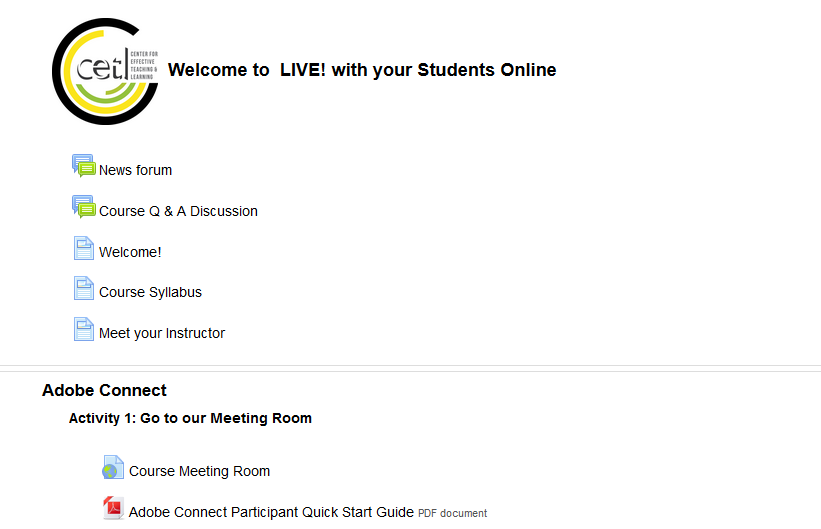 cetl
CENTER FOR
EFFECTIVE
TEACHING &
LEARNING
Welcome to  LIVE! with your Students Online
News forum
Course Q & A Discussion
Welcome!
Course Syllabus
Meet your Instructor
Adobe Connect
Activity 1: Go to our Meeting Room
Course Meeting Room
Adobe Connect Participant Quick Start Guide PDF document